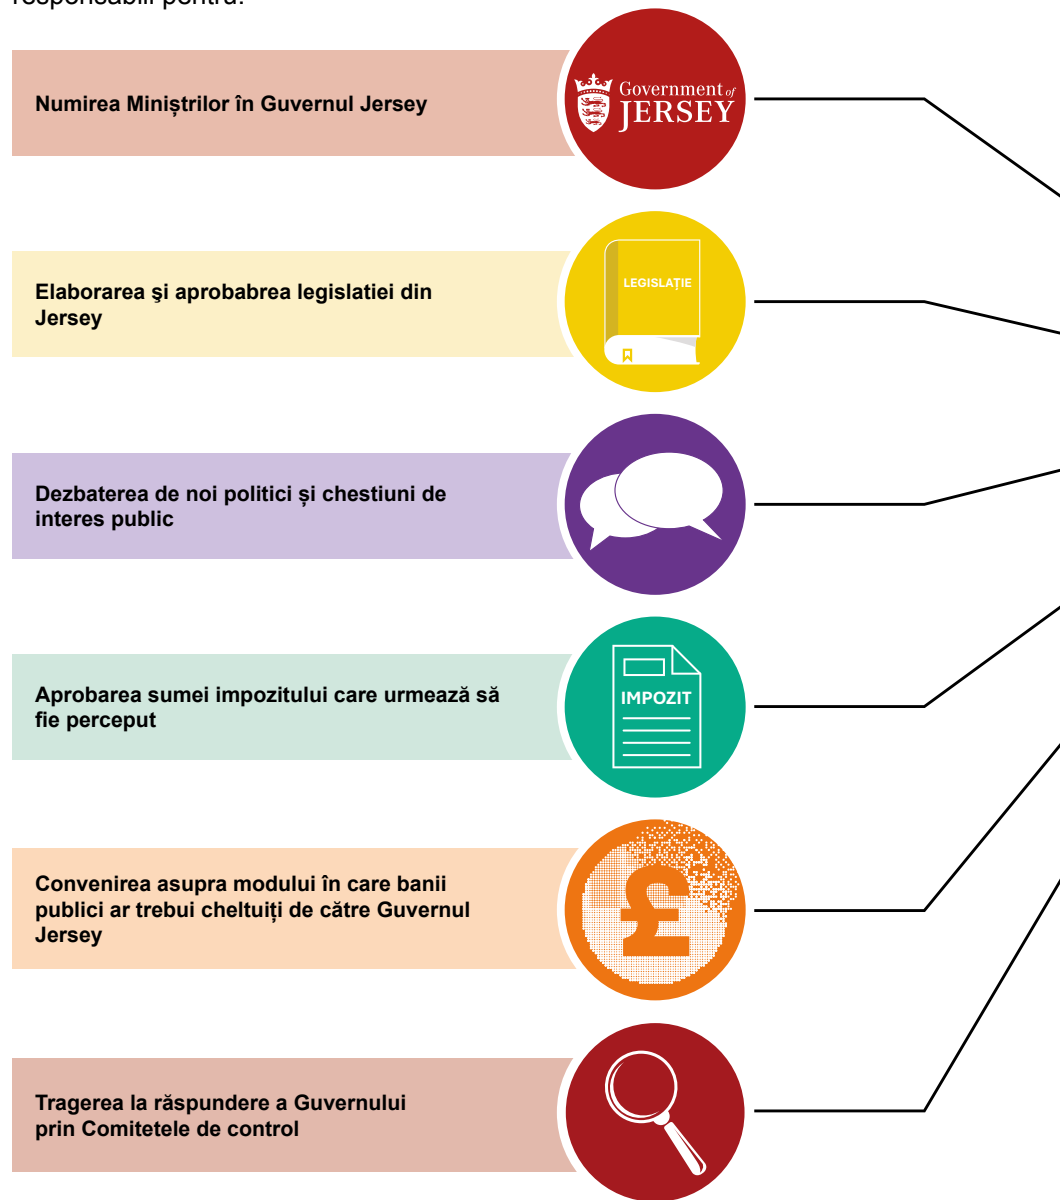 responsabili pentru:
Numirea Miniștrilor în Guvernul Jersey
Government of
JERSEY
Elaborarea şi aprobabrea legislatiei din
Jersey
LEGISLAȚIE
Dezbaterea de noi politici și chestiuni de
interes public
Aprobarea sumei impozitului care urmează să
fie perceput
IMPOZIT
Convenirea asupra modului în care banii
publici ar trebui cheltuiți de către Guvernul
Jersey
£
Tragerea la răspundere a Guvernului
prin Comitetele de control